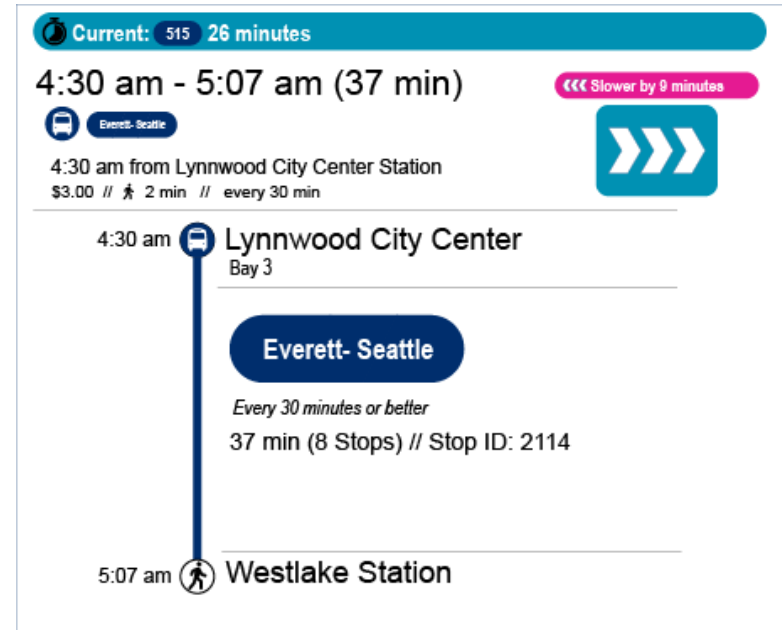 Current: 515 26 minutes
4:30 am - 5:07 am (37 min)
Slower by 9 minutes
Everett- Seattle
4:30 am from Lynnwood City Center Station
$3.00 // 2 min // every 30 min
4:30 am Lynnwood City Center
Bay 3
Everett- Seattle
Every 30 minutes or better
37 min (8 Stops) // Stop ID: 2114
5:07 am Westlake Station